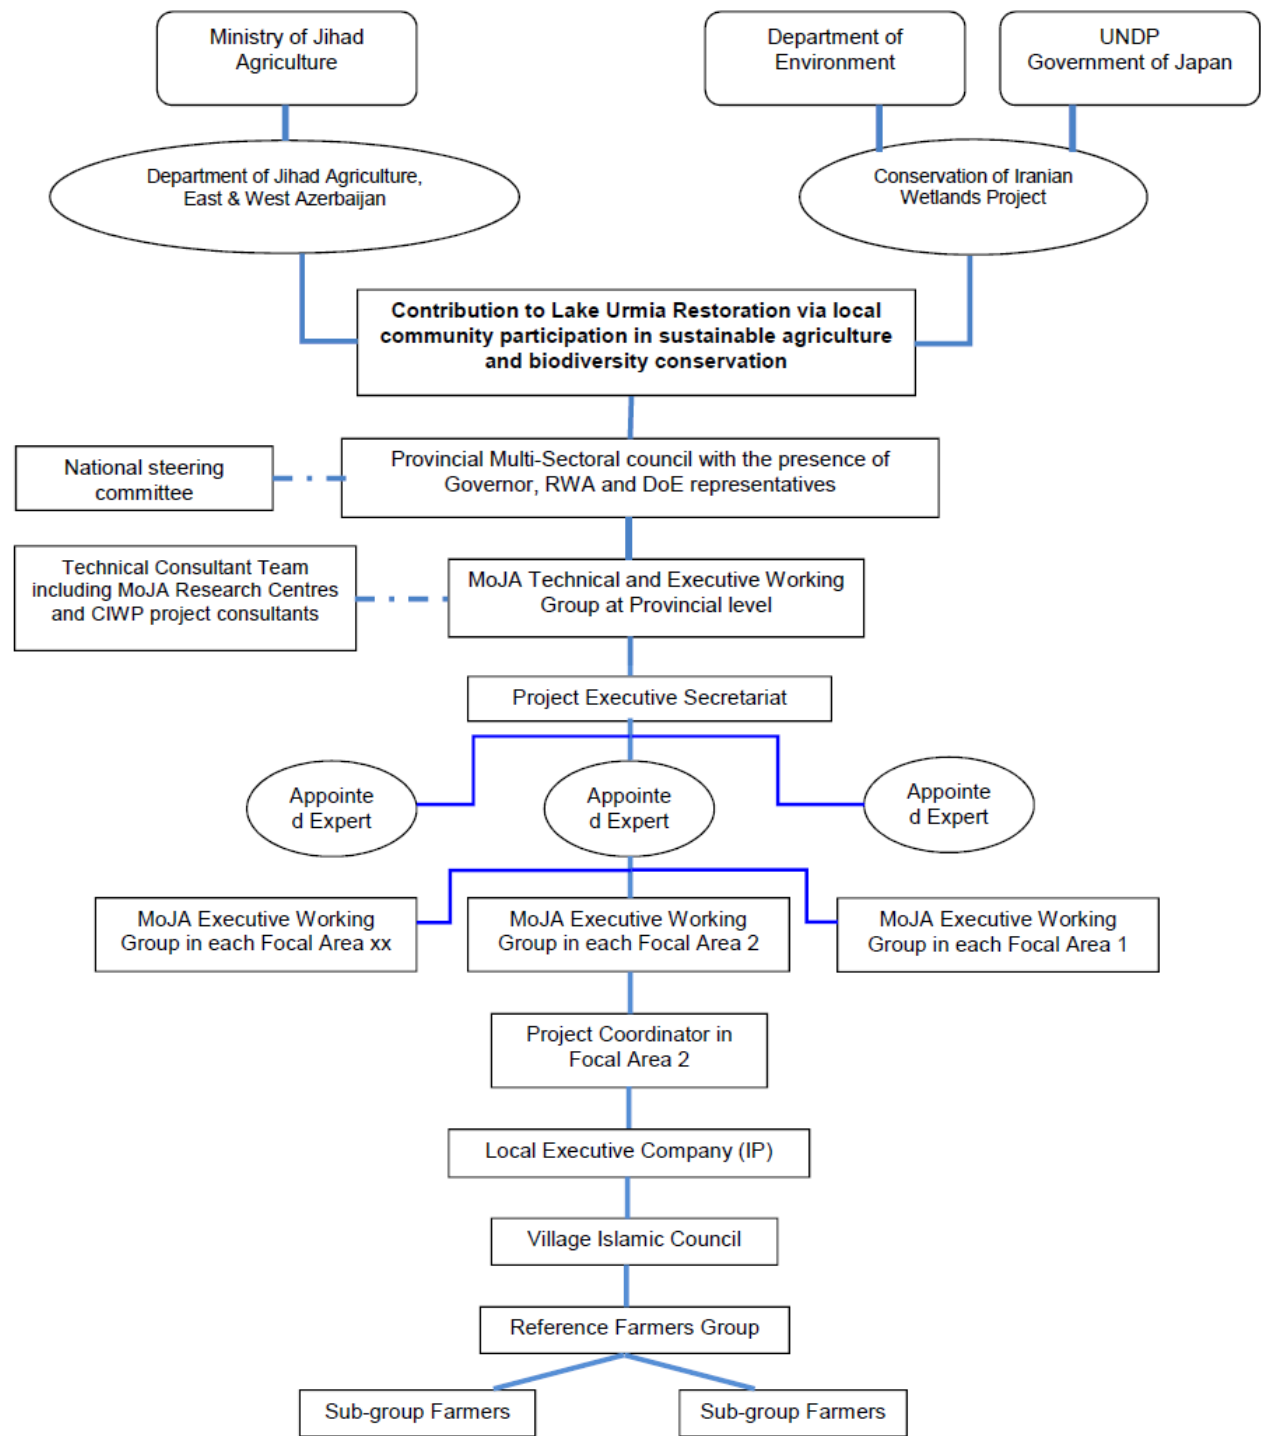 Ministry of Jihad
Agriculture
Department of
Environment
UNDP
Government of Japan
Department of Jihad Agriculture,
East & West Azerbaijan
Conservation of Iranian
Wetlands Project
Contribution to Lake Urmia Restoration via local
community participation in sustainable agriculture
and biodiversity conservation
National steering
committee
Provincial Multi-Sectoral council with the presence of
Governor, RWA and DoE representatives
Technical Consultant Team
including MoJA Research Centres
and CIWP project consultants
MoJA Technical and Executive Working
Group at Provincial level
Project Executive Secretariat
Appointe
d Expert
Appointe
d Expert
Appointe
d Expert
MoJA Executive Working
Group in each Focal Area xx
MoJA Executive Working
Group in each Focal Area 2
MoJA Executive Working
Group in each Focal Area 1
Project Coordinator in
Focal Area 2
Local Executive Company (IP)
Village Islamic Council
Reference Farmers Group
Sub-group Farmers
Sub-group Farmers